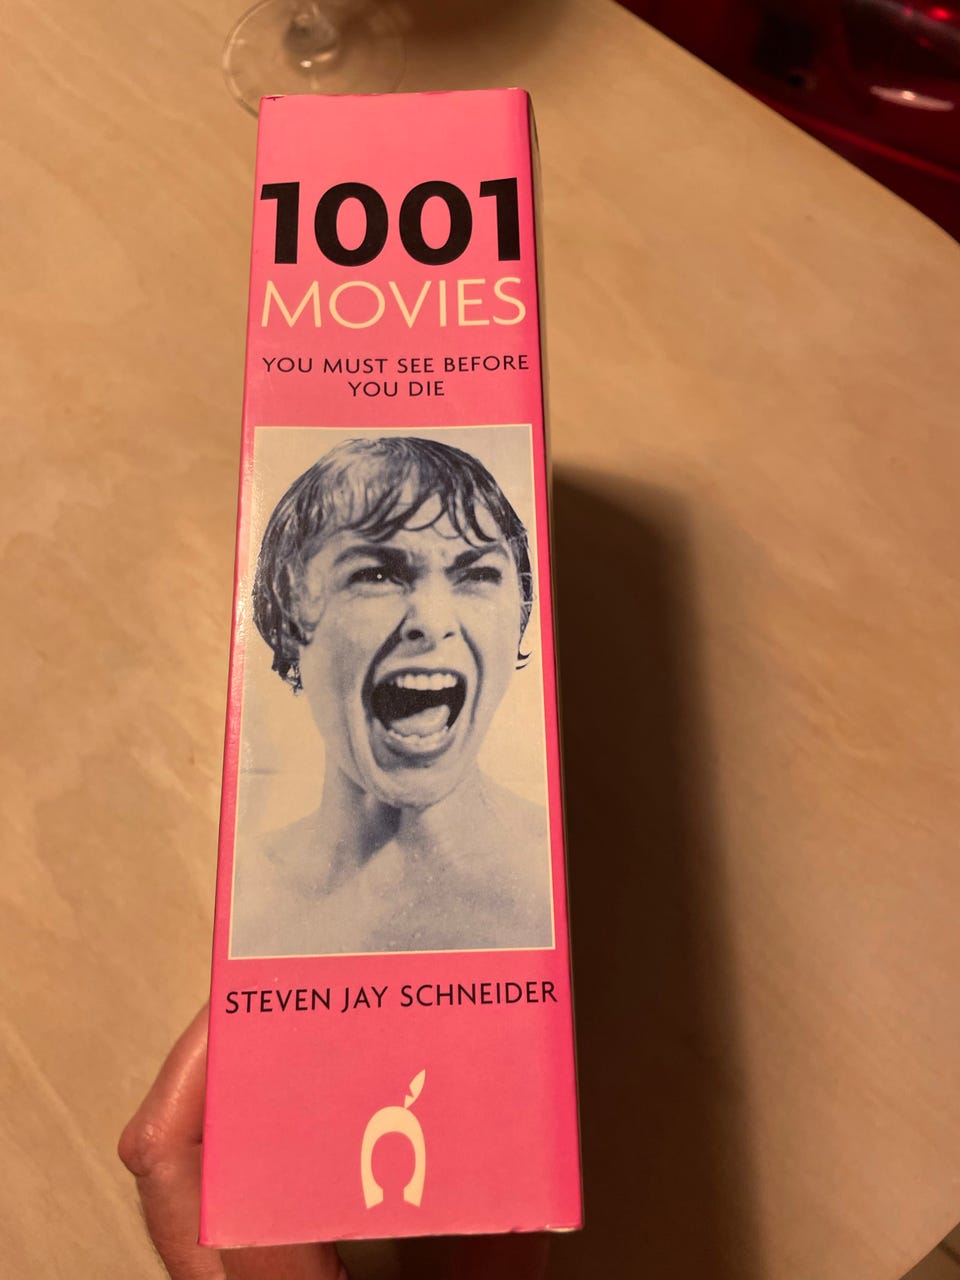 1001
MOVIES
YOU MUST SEE BEFORE
YOU DIE
STEVEN JAY SCHNEIDER